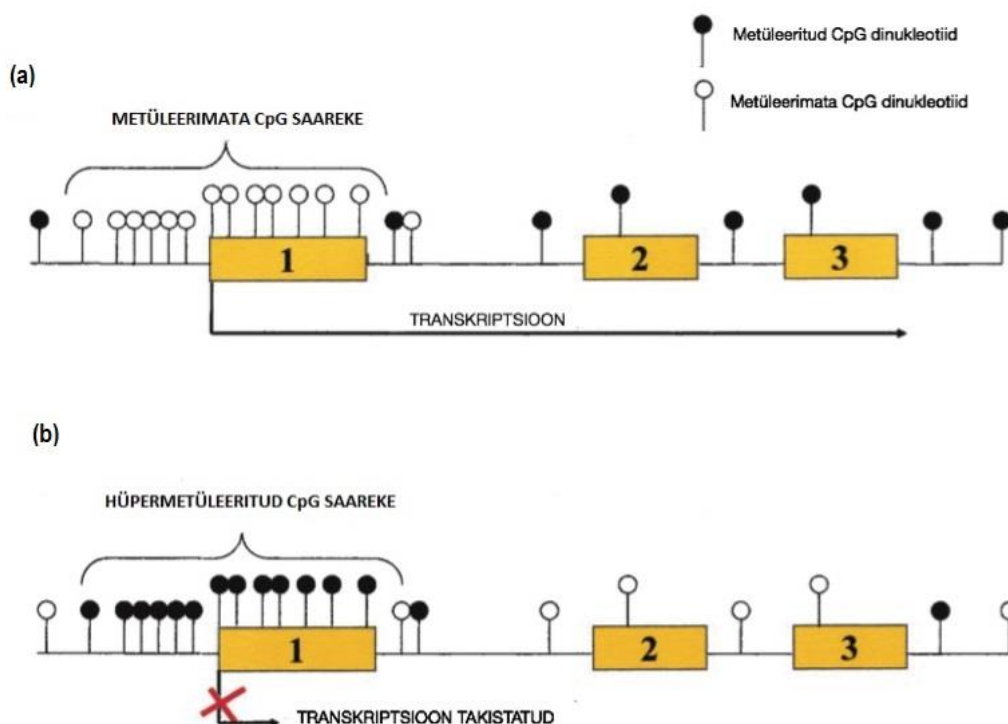 Metüleeritud CpG dinukleotiid
(a)
Metüleerimata CpG dinukleotiid
METÜLEERIMATA CpG SAAREKE
1
2
3
TRANSKRIPTSIOON
(b)
HÜPERMETÜLEERITUD CpG SAAREKE
1
2
3
TRANSKRIPTSIOON TAKISTATUD